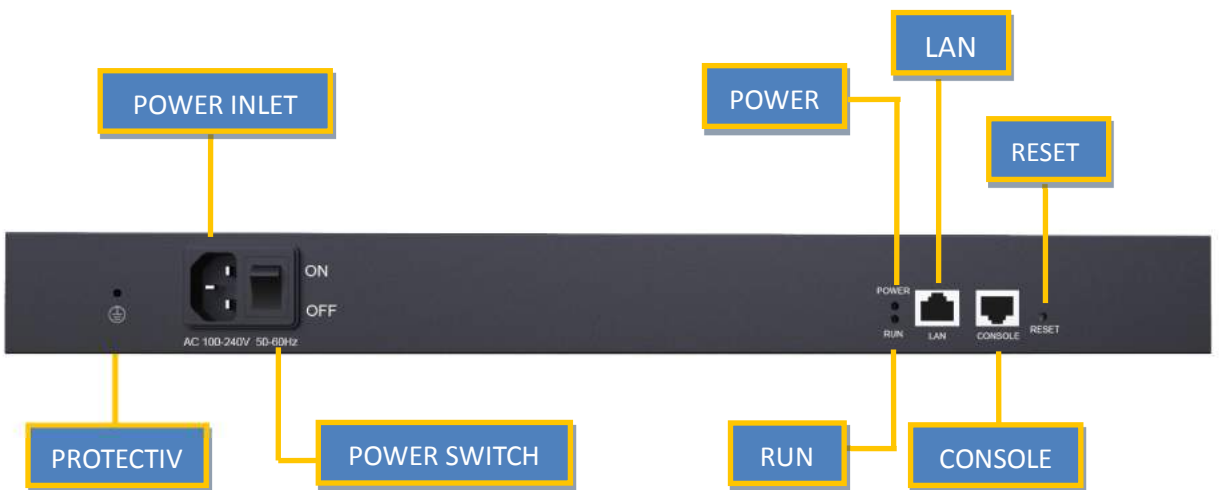 LAN
POWER INLET
POWER
RESET
ON
OFF
AC 100-240V 50-60Hz
POWER
RUN
LAN
CONSOLE
RESET
PROTECTIV
POWER SWITCH
RUN
CONSOLE